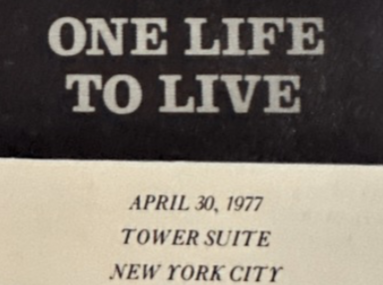 ONE LIFE
TO LIVE
APRIL 30, 1977
TOWER SUITE
NEW YORK CITY